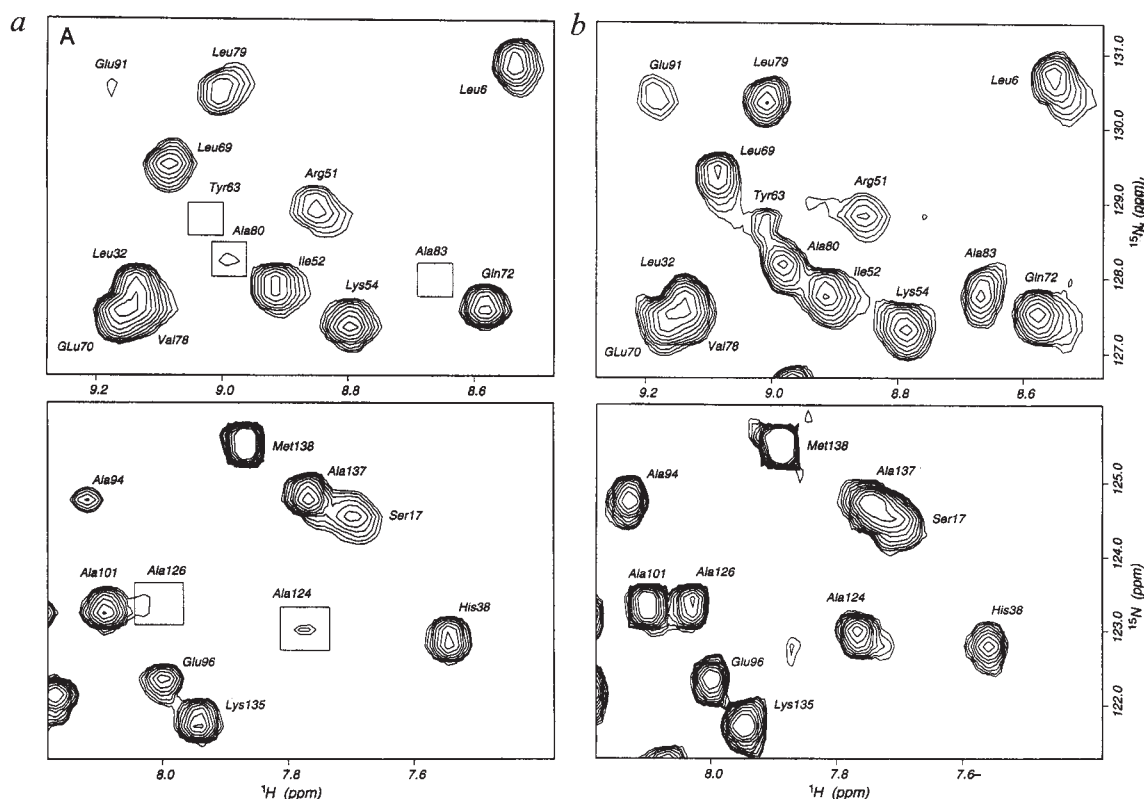 a
A
Glu91
Leu79
Leu6
Leu69
Tyr63
Arg51
Ala80
Ala83
Leu32
Ile52
Lys54
Gln72
GLu70
Val78
9.2
9.0
8.8
8.6
b
Glu91
Leu79
Leu6
Leu69
Tyr63
Arg51
Ala80
Ala83
Leu32
Ile52
Lys54
Gln72
GLu70
Val78
9.2
9.0
8.8
8.6
131.0
130.0
129.0
128.0
127.0
15N (ppm)
Met138
Ala94
Ala137
Ser17
Ala101
Ala126
Ala124
His38
Glu96
Lys135
8.0
7.8
7.6
1H (ppm)
Met138
Ala94
Ala137
Ser17
Ala101
Ala126
Ala124
His38
Glu96
Lys135
8.0
7.8
7.6
1H (ppm)
125.0
124.0
123.0
122.0
15N (ppm)